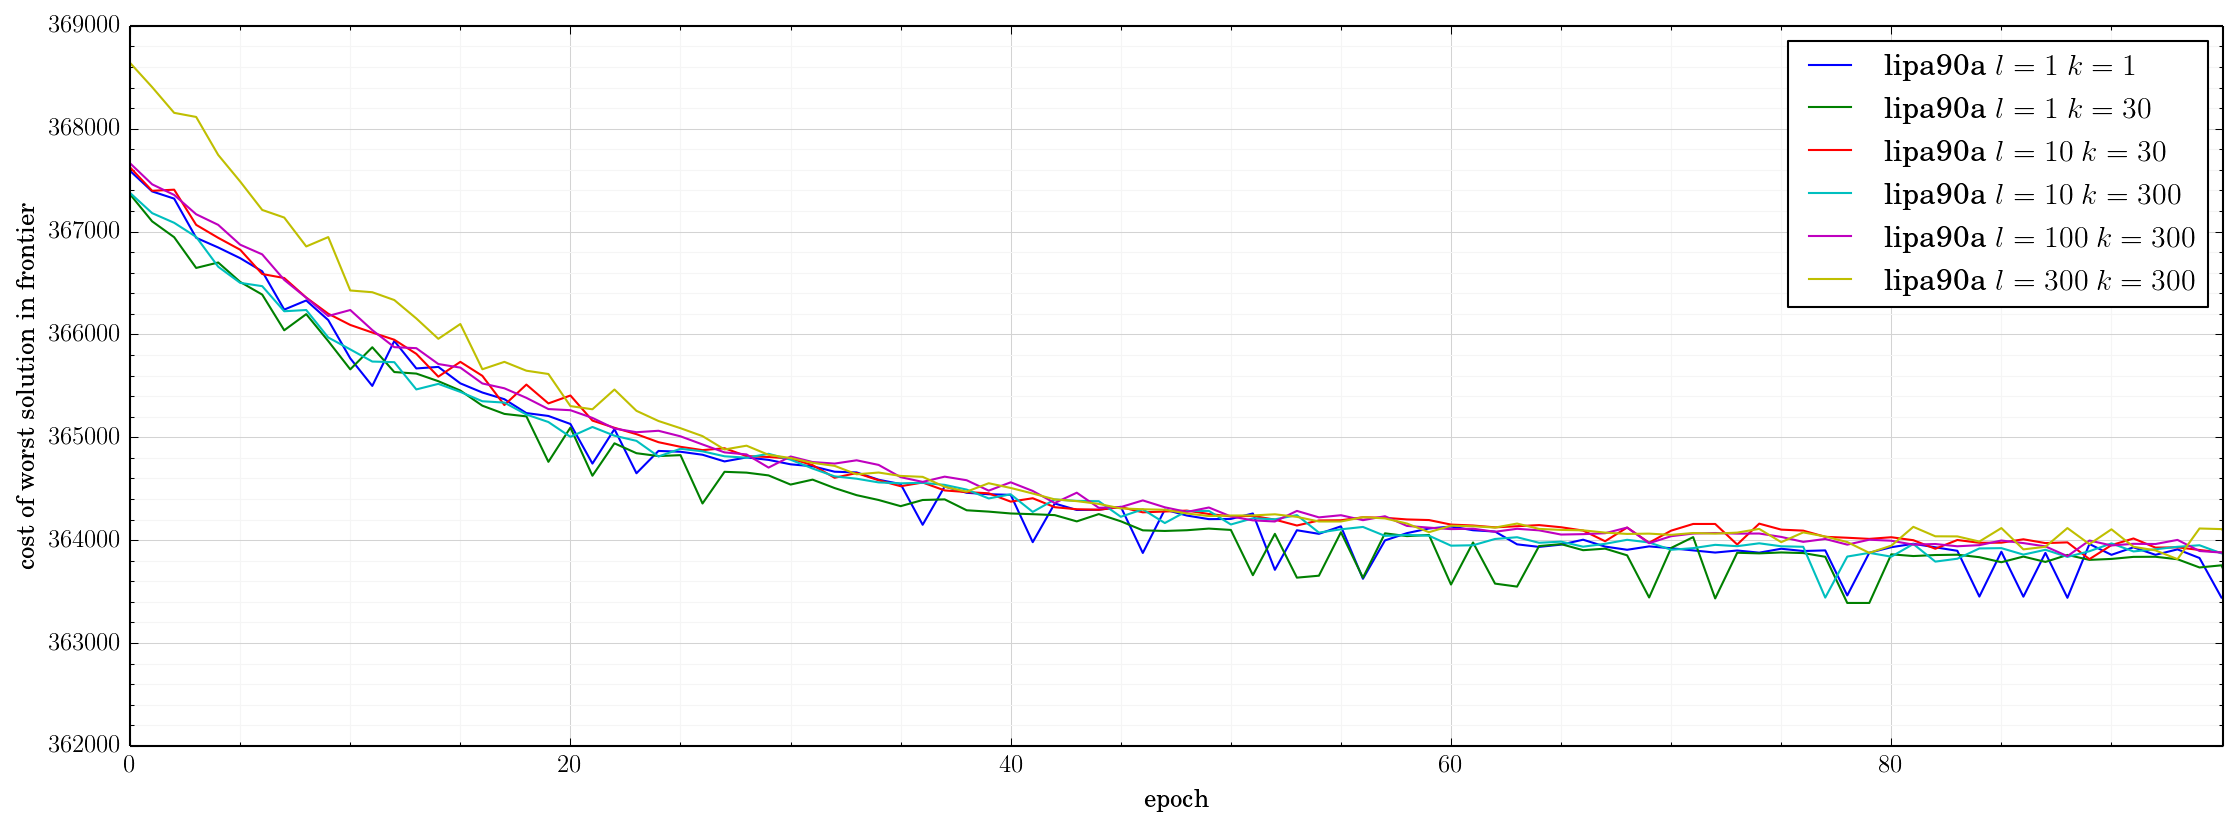 369000
368000
367000
366000
365000
364000
363000
362000
cost of worst solution in frontier
0 20 40 60 80
epoch
lipa90a l = 1 k = 1
lipa90a l = 1 k = 30
lipa90a l = 10 k = 30
lipa90a l = 10 k = 300
lipa90a l = 100 k = 300
lipa90a l = 300 k = 300